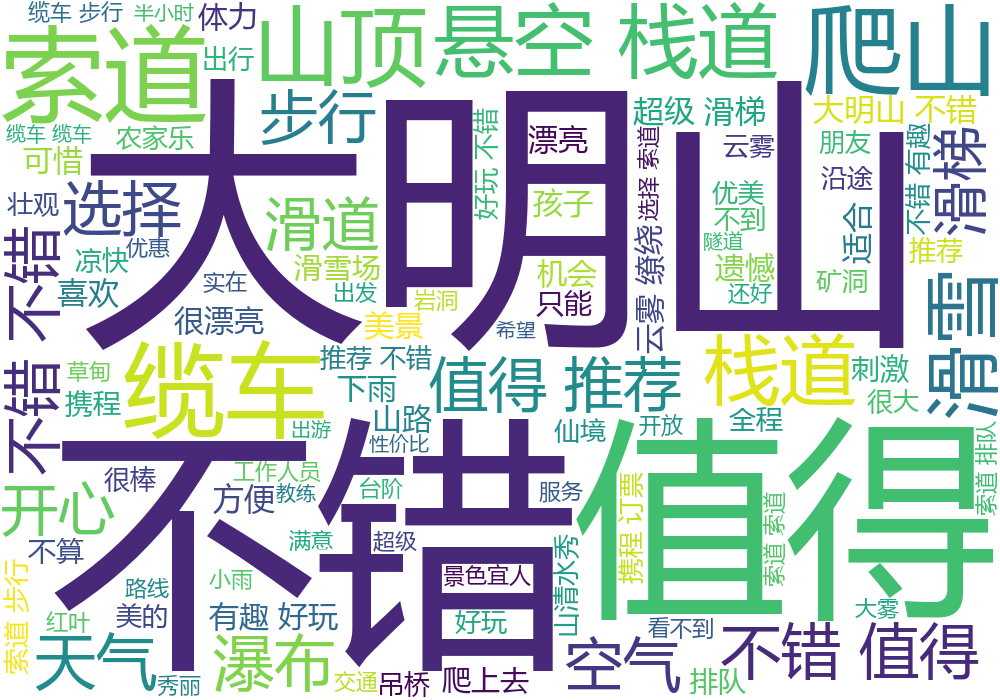 缆车 步行
半小时
体力
索道
山顶
悬空 栈道
爬山
出行
步行
超级 滑梯
大明山 不错
缆车 缆车
农家乐
可惜
大明山
好玩 不错
漂亮
选择 索道
云雾
朋友
不错 有趣
滑梯
壮观
选择
滑道
孩子
优美
沿途
不到
适合
不错
凉快
优惠
云雾 缭绕
隧道
推荐
喜欢
实在
滑雪场
机会
遗憾
矿洞
出发
岩洞
只能
还好
滑雪
很漂亮
美景
希望
缆车
推荐 不错
值得 推荐
栈道
刺激
不错
草甸
携程
下雨
很大
山路
仙境
开放
全程
出游
性价比
不错
值得
索道 排队
很棒
工作人员
台阶
服务
携程 订票
开心
方便
教练
索道 索道
满意
超级
山清水秀
不算
景色宜人
索道 步行
路线
小雨
美的
有趣 好玩
好玩
大雾
红叶
看不到
天气
瀑布
空气
不错 值得
秀丽
交通
吊桥
爬上去
排队